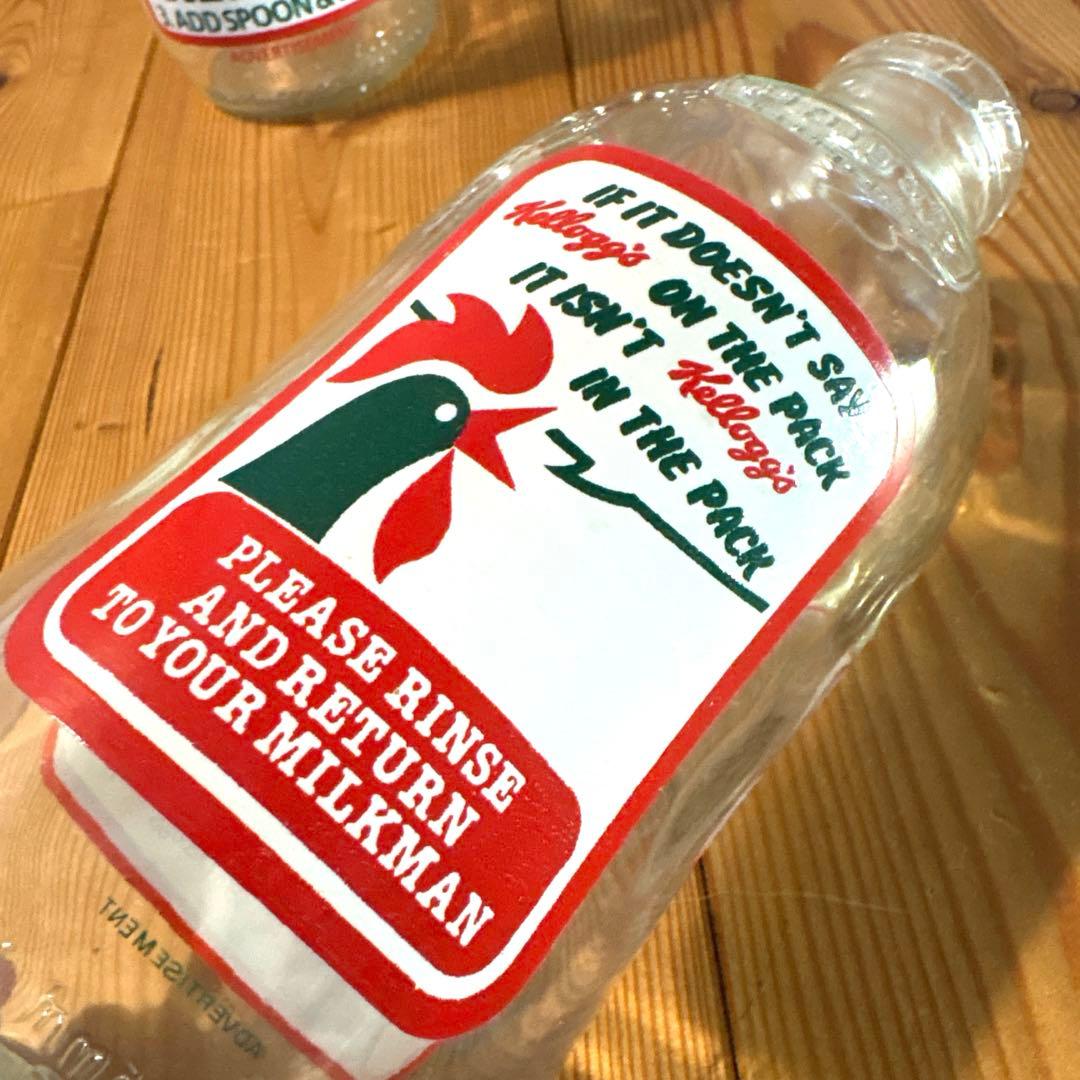 3. ADD SPOON &
ADVERTISEMENT
IF IT DOESN'T SAY
Kellogg's ON THE PACK
IT ISN'T Kellogg's
IN THE PACK
PLEASE RINSE
AND RETURN
TO YOUR MILKMAN
ADVERTISEMENT